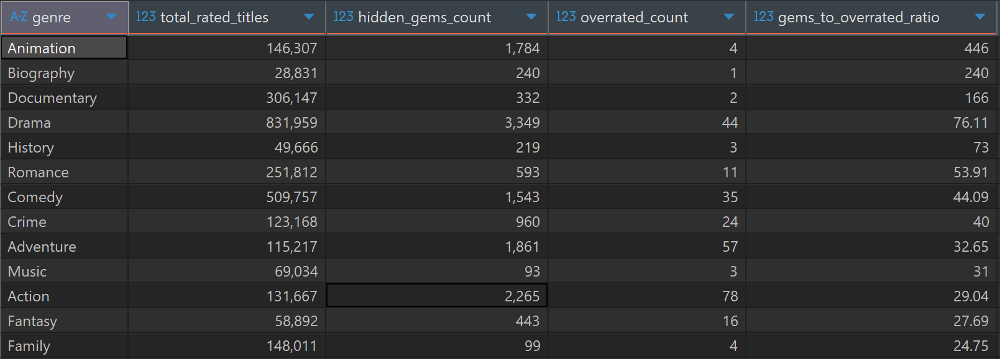 A-Z genre 123 total_rated_titles 123 hidden_gems_count 123 overrated_count 123 gems_to_overrated_ratio
Animation 146,307 1,784 4 446
Biography 28,831 240 1 240
Documentary 306,147 332 2 166
Drama 831,959 3,349 44 76.11
History 49,666 219 3 73
Romance 251,812 593 11 53.91
Comedy 509,757 1,543 35 44.09
Crime 123,168 960 24 40
Adventure 115,217 1,861 57 32.65
Music 69,034 93 3 31
Action 131,667 2,265 78 29.04
Fantasy 58,892 443 16 27.69
Family 148,011 99 4 24.75